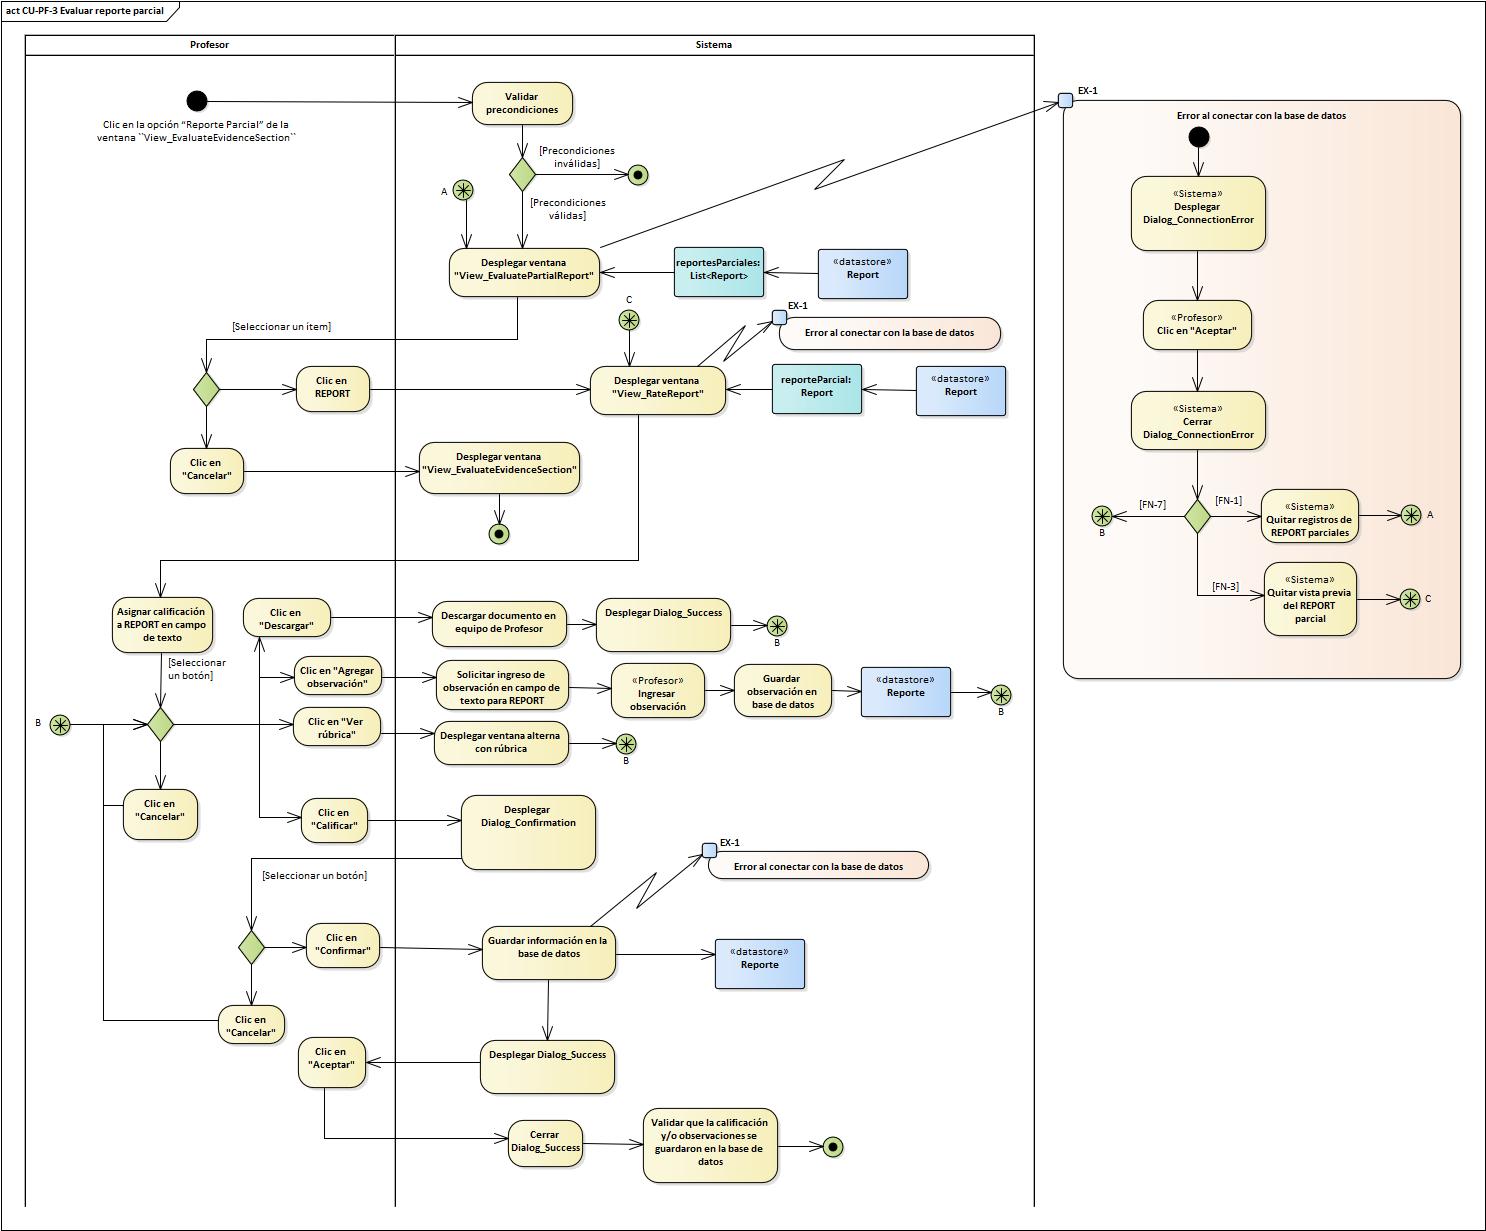 act CU-PF-3 Evaluar reporte parcial
Profesor
Sistema
Clic en la opción “Reporte Parcial” de la
ventana ``View_EvaluateEvidenceSection``
Validar
precondiciones
[Precondiciones
inválidas]
A
[Precondiciones
válidas]
Desplegar ventana
"View_EvaluatePartialReport"
reportesParciales:
List<Report>
«datastore»
Report
[Seleccionar un item]
C
EX-1
Error al conectar con la base de datos
Clic en
REPORT
Desplegar ventana
"View_RateReport"
reporteParcial:
Report
«datastore»
Report
Clic en
"Cancelar"
Desplegar ventana
"View_EvaluateEvidenceSection"
Asignar calificación
a REPORT en campo
de texto
[Seleccionar
un botón]
Clic en
"Descargar"
Descargar documento en
equipo de Profesor
Desplegar Dialog_Success
B
Clic en "Agregar
observación"
Solicitar ingreso de
observación en campo de
texto para REPORT
«Profesor»
Ingresar
observación
Guardar
observación en
base de datos
«datastore»
Reporte
B
B
Clic en "Ver
rúbrica"
Desplegar ventana alterna
con rúbrica
B
Clic en
"Cancelar"
Clic en
"Calificar"
Desplegar
Dialog_Confirmation
[Seleccionar un botón]
EX-1
Error al conectar con la base de datos
Clic en
"Confirmar"
Guardar información en la
base de datos
«datastore»
Reporte
Clic en
"Cancelar"
Clic en
"Aceptar"
Desplegar Dialog_Success
Cerrar
Dialog_Success
Validar que la calificación
y/o observaciones se
guardaron en la base de
datos
EX-1
Error al conectar con la base de datos
«Sistema»
Desplegar
Dialog_ConnectionError
«Profesor»
Clic en "Aceptar"
«Sistema»
Cerrar
Dialog_ConnectionError
[FN-7]
B
[FN-1]
«Sistema»
Quitar registros de
REPORT parciales
A
[FN-3]
«Sistema»
Quitar vista previa
del REPORT
parcial
C